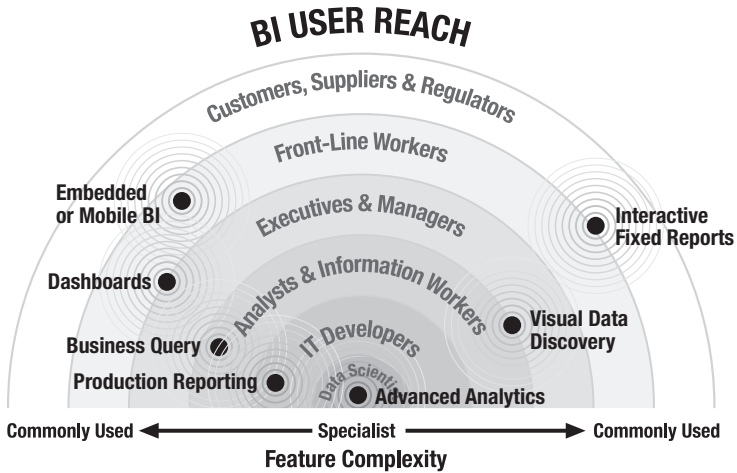 BI USER REACH
Customers, Suppliers & Regulators
Front-Line Workers
Executives & Managers
Analysts & Information Workers
IT Developers
Data Scienti
Embedded
or Mobile BI
Interactive
Fixed Reports
Dashboards
Visual Data
Discovery
Business Query
Production Reporting
Advanced Analytics
Commonly Used
Specialist
Commonly Used
Feature Complexity